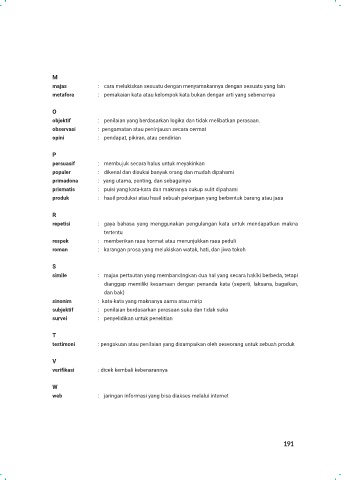 M
majas : cara melukiskan sesuatu dengan menyamakannya dengan sesuatu yang lain
metafora : pemakaian kata atau kelompok kata bukan dengan arti yang sebenarnya
O
objektif : penilaian yang berdasarkan logika dan tidak melibatkan perasaan.
observasi : pengamatan atau peninjauan secara cermat
opini : pendapat, pikiran, atau pendirian
P
persuasif : membujuk secara halus untuk meyakinkan
populer : dikenal dan disukai banyak orang dan mudah dipahami
primadona : yang utama, penting, dan sebagainya
prismatis : puisi yang kata-kata dan maknanya cukup sulit dipahami
produk : hasil produksi atau hasil sebuah pekerjaan yang berbentuk barang atau jasa
R
repetisi : gaya bahasa yang menggunakan pengulangan kata untuk mendapatkan makna
tertentu
respek : memberikan rasa hormat atau menunjukkan rasa peduli
roman : karangan prosa yang melukiskan watak, hati, dan jiwa tokoh
S
simile : majas pertautan yang membandingkan dua hal yang secara hakiki berbeda, tetapi
dianggap memiliki kesamaan dengan penanda kata (seperti, laksana, bagaikan,
dan bak)
sinonim : kata-kata yang maknanya sama atau mirip
subjektif : penilaian berdasarkan perasaan suka dan tidak suka
survei : penyelidikan untuk penelitian
T
testimoni : pengakuan atau penilaian yang disampaikan oleh seseorang untuk sebuah produk
V
verifikasi : dicek kembali kebenarannya
W
web : jaringan informasi yang bisa diakses melalui internet
191